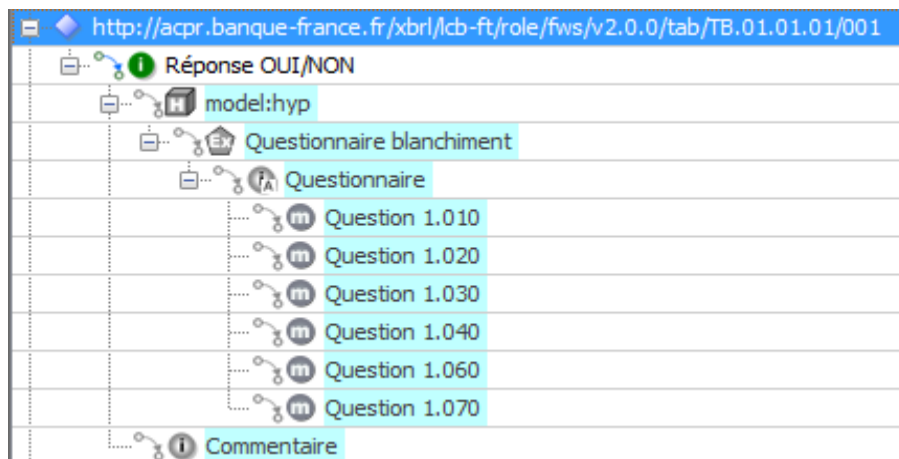 http://acpr.banque-france.fr/xbrl/lcb-ft/role/fws/v2.0.0/tab/TB.01.01.01/001
i Réponse OUI/NON
H model:hyp
EX Questionnaire blanchiment
iA Questionnaire
m Question 1.010
m Question 1.020
m Question 1.030
m Question 1.040
m Question 1.060
m Question 1.070
i Commentaire